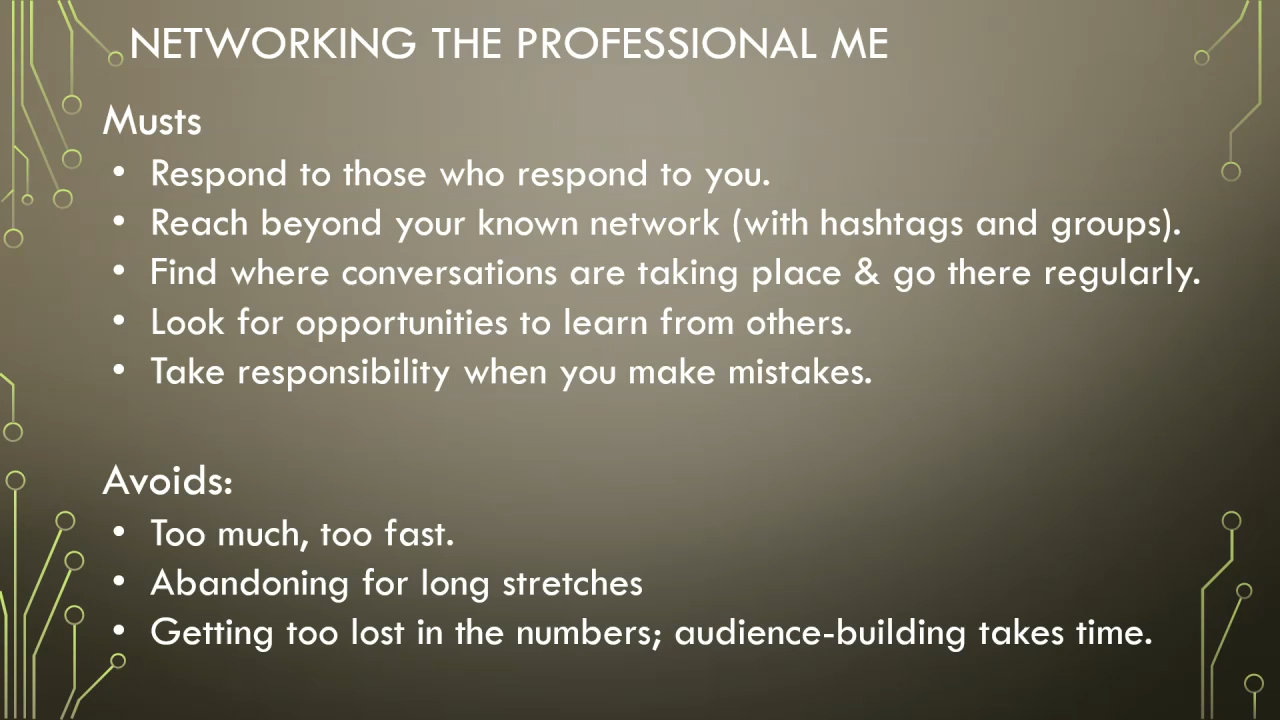 NETWORKING THE PROFESSIONAL ME
Musts
• Respond to those who respond to you.
• Reach beyond your known network (with hashtags and groups).
• Find where conversations are taking place & go there regularly.
• Look for opportunities to learn from others.
• Take responsibility when you make mistakes.
Avoids:
• Too much, too fast.
• Abandoning for long stretches
• Getting too lost in the numbers; audience-building takes time.